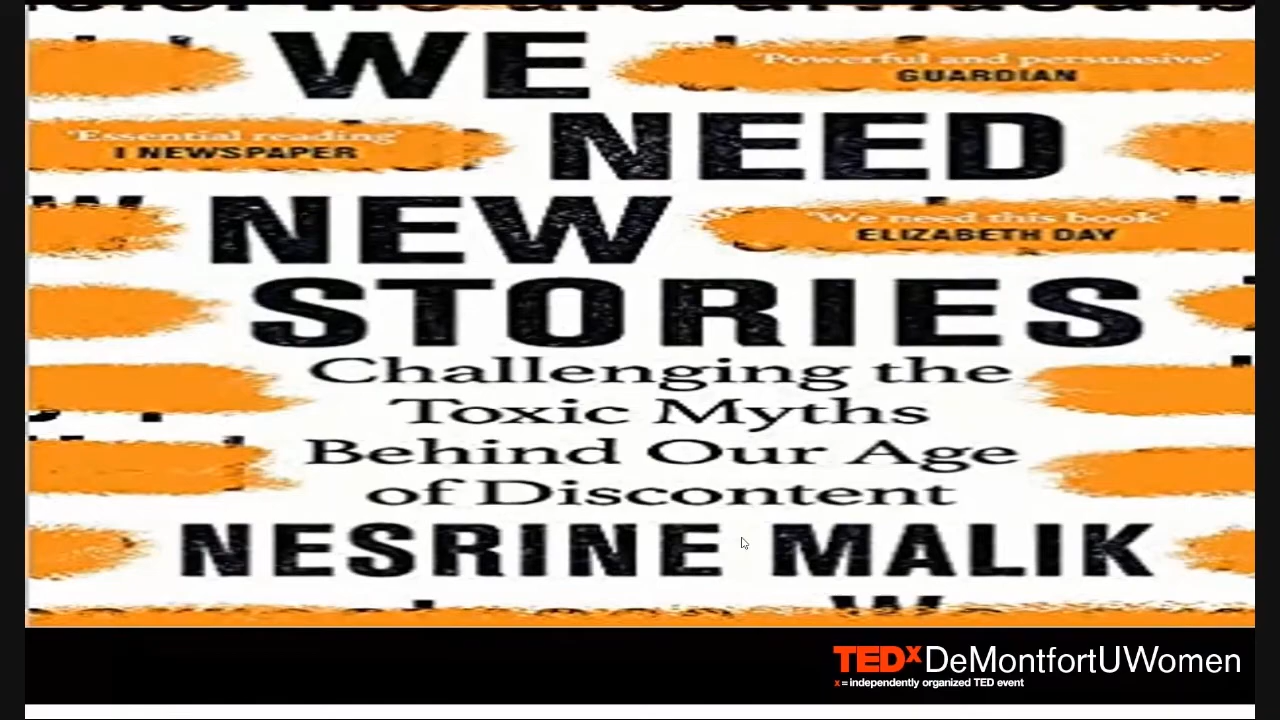 WE
'Powerful and persuasive'
GUARDIAN
'Essential reading'
I NEWSPAPER
NEED
NEW
'We need this book'
ELIZABETH DAY
STORIES
Challenging the
Toxic Myths
Behind Our Age
of Discontent
NESRINE MALIK
TEDxDeMontfortUWomen
x = independently organized TED event